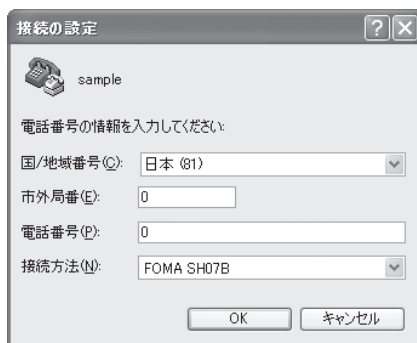 接続の設定
sample
電話番号の情報を入力してください:
国/地域番号(C): 日本 (81)
市外局番(E): 0
電話番号(P): 0
接続方法(N): FOMA SH07B
OK キャンセル